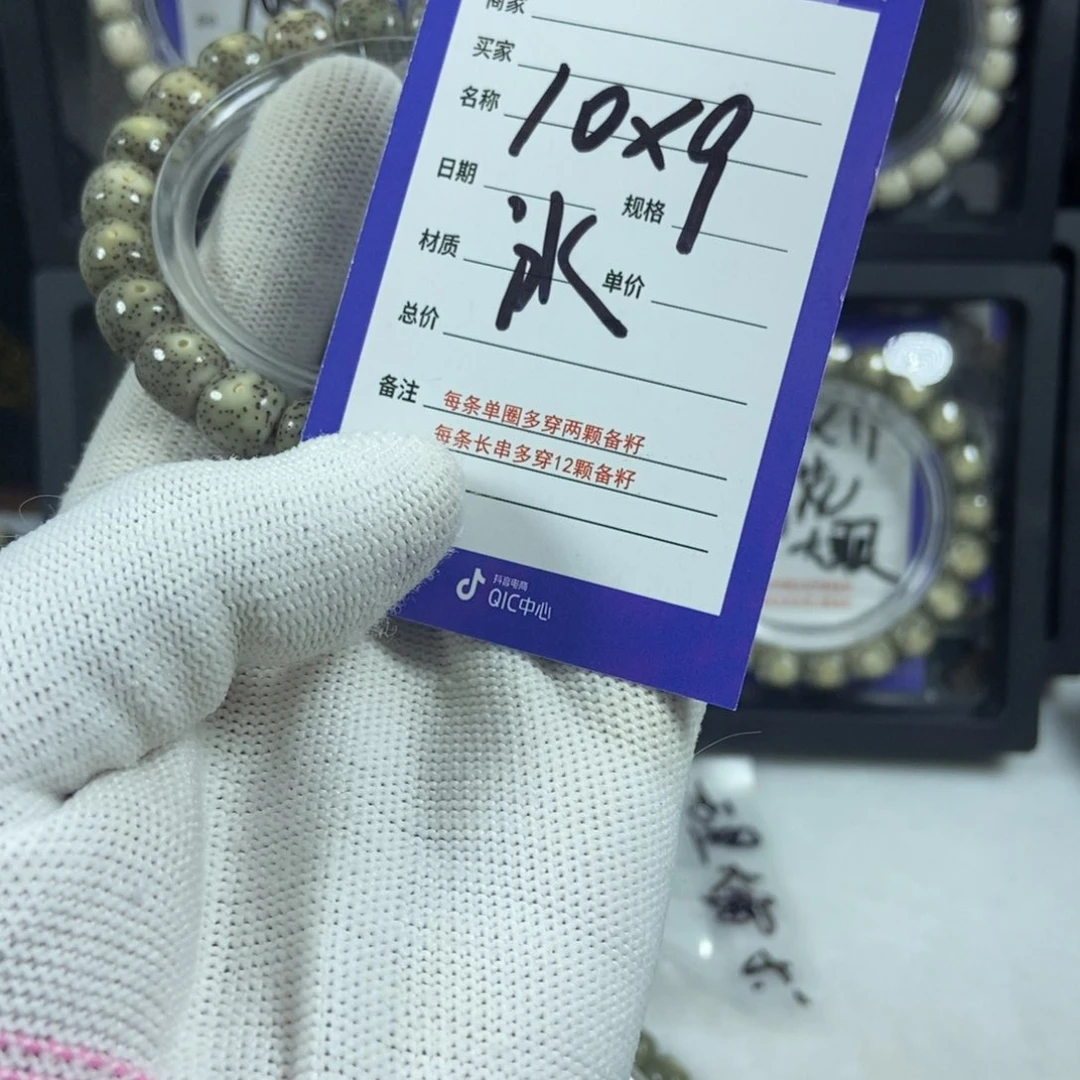 商家
买家
名称
10×9
日期
规格
冰
材质
单价
总价
备注
每条单圈多穿两颗备籽
每条长串多穿12颗备籽
抖音电商
QIC中心